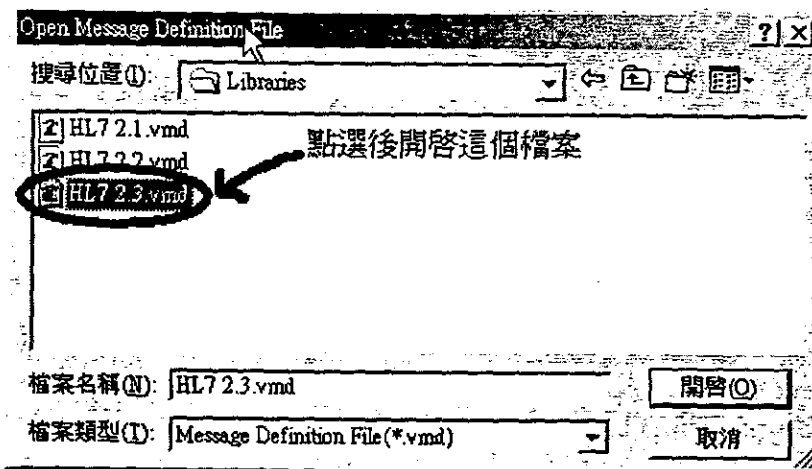 Open Message Definition File
搜尋位置(I): Libraries
HL7 2.1.vmd
HL7 2.2.vmd
HL7 2.3.vmd
點選後開啓這個檔案
檔案名稱(N): HL7 2.3.vmd 開啓(O)
檔案類型(T): Message Definition File(*.vmd) 取消